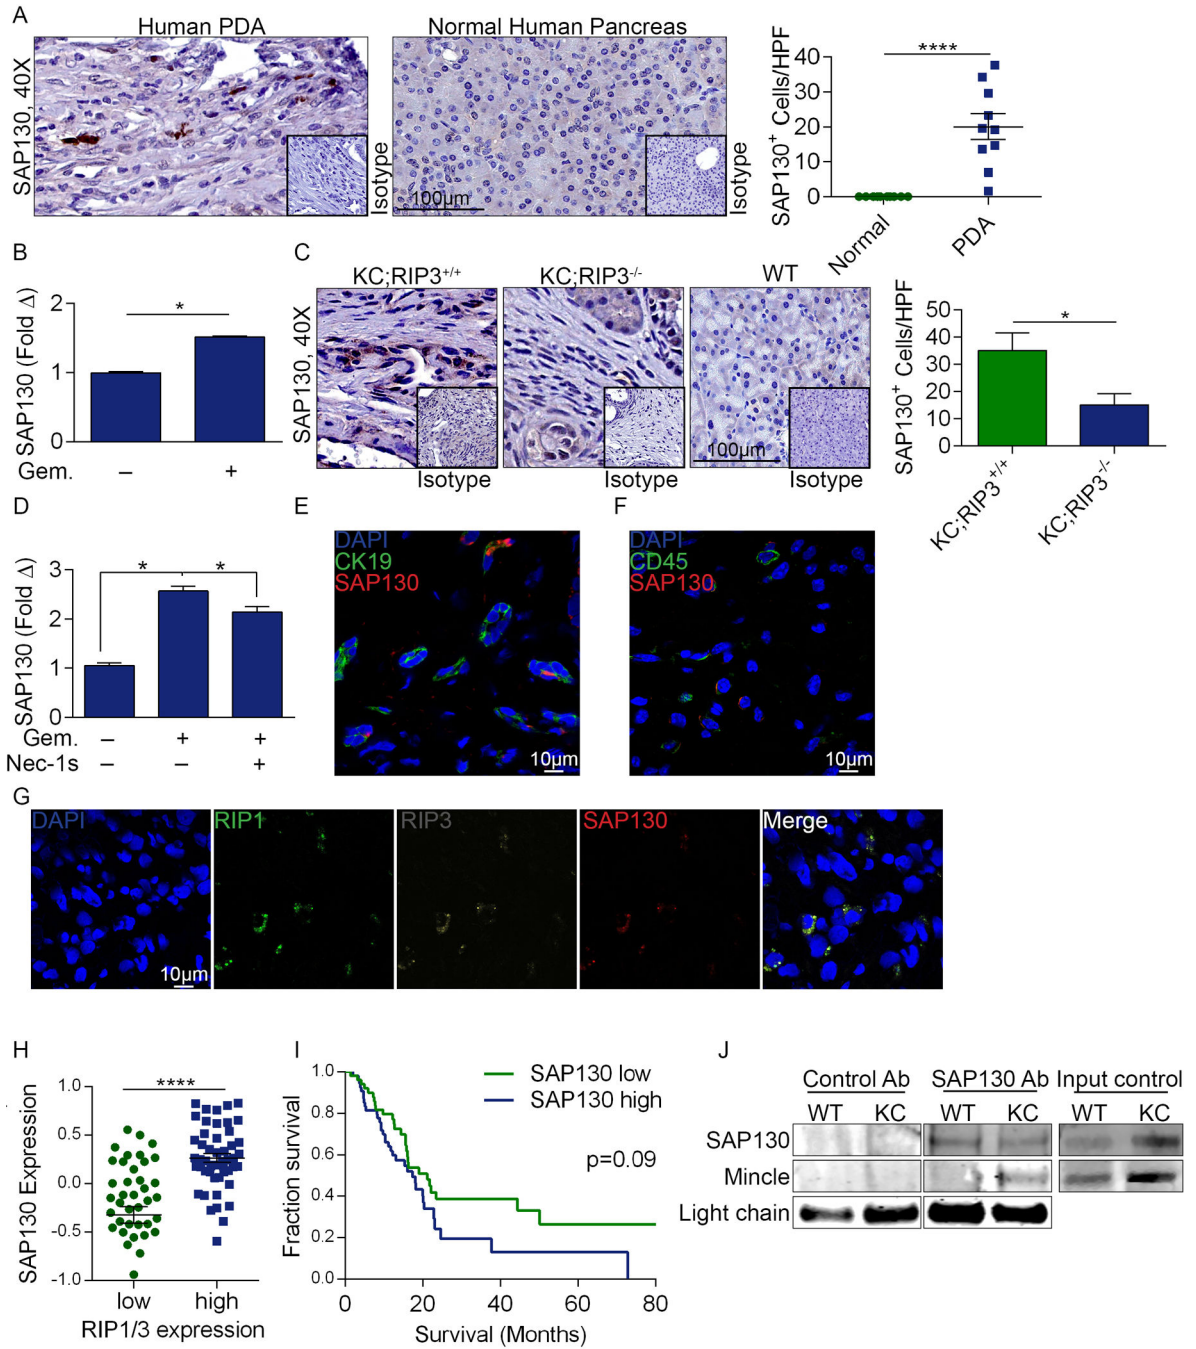 A
Human PDA
Normal Human Pancreas
SAP130, 40X
Isotype
100µm
Isotype
SAP130+ Cells/HPF
40
30
20
10
0
****
Normal
PDA
B
SAP130 (Fold Δ)
2
1
0
*
Gem.
–
+
C
KC;RIP3+/+
KC;RIP3-/-
WT
SAP130, 40X
100µm
Isotype
Isotype
Isotype
SAP130+ Cells/HPF
50
40
30
20
10
0
*
KC;RIP3+/+
KC;RIP3-/-
D
SAP130 (Fold Δ)
3
2
1
0
*
*
Gem. – + +
Nec-1s – – +
E
DAPI
CK19
SAP130
10µm
F
DAPI
CD45
SAP130
10µm
G
DAPI
RIP1
RIP3
SAP130
Merge
10µm
H
SAP130 Expression
1.0
0.5
0.0
-0.5
-1.0
****
low
high
RIP1/3 expression
I
Fraction survival
1.0
0.8
0.6
0.4
0.2
0.0
0 20 40 60 80
Survival (Months)
SAP130 low
SAP130 high
p=0.09
J
Control Ab
SAP130 Ab
Input control
WT KC WT KC WT KC
SAP130
Mincle
Light chain